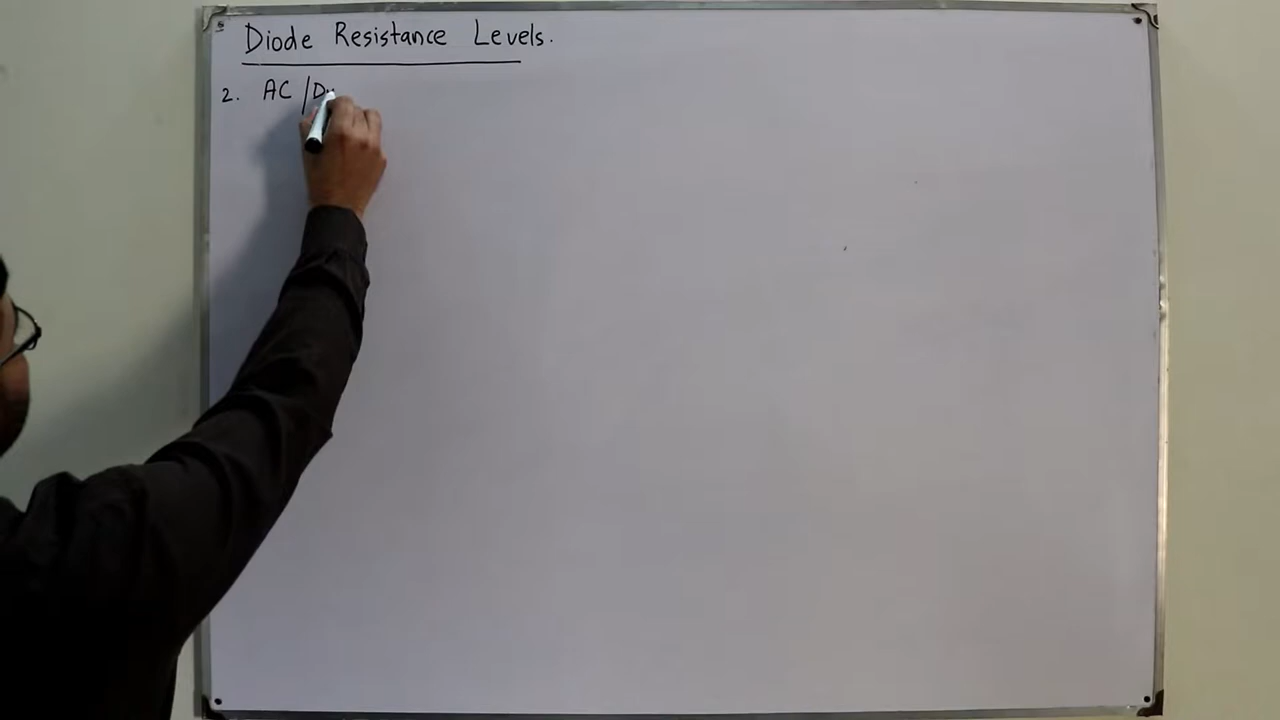 Diode Resistance Levels.
2. AC /